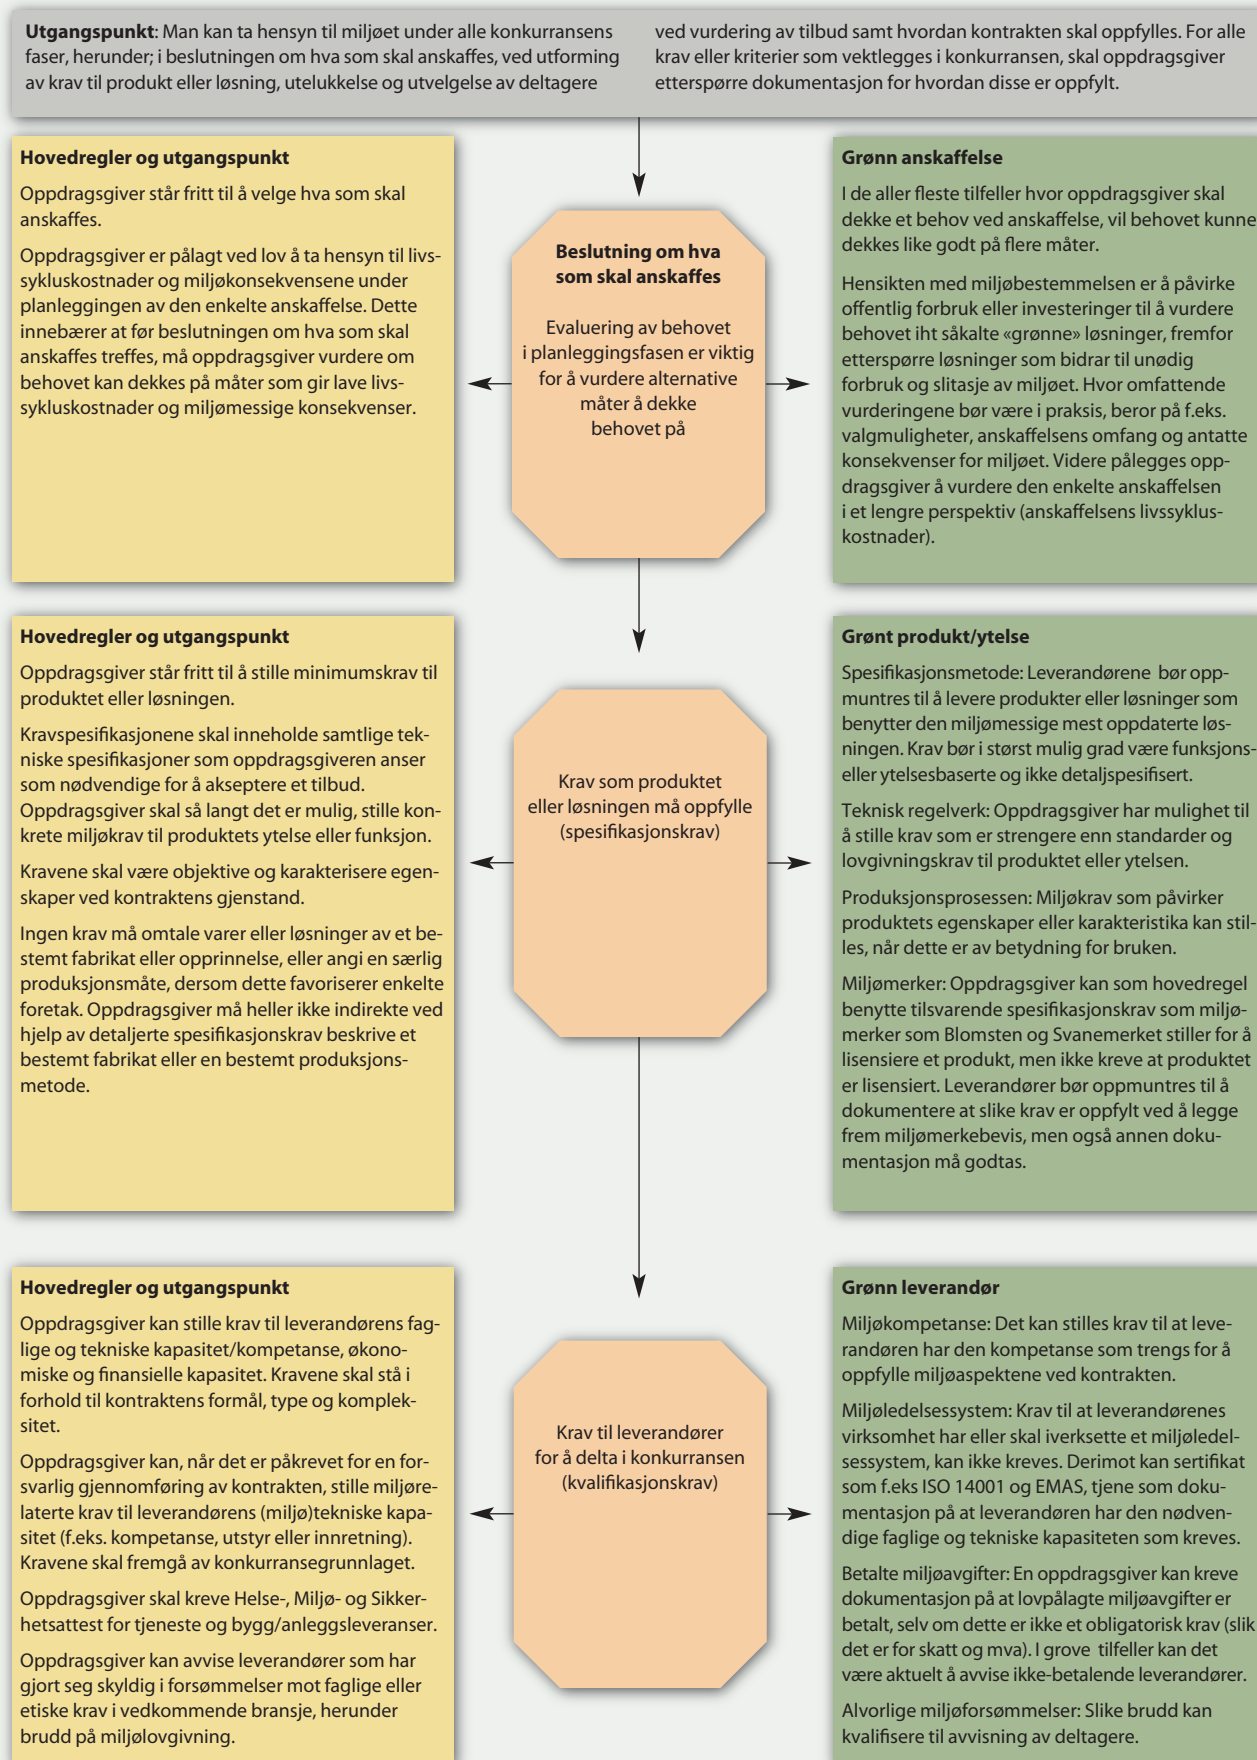 Utgangspunkt: Man kan ta hensyn til miljøet under alle konkurransens
faser, herunder; i beslutningen om hva som skal anskaffes, ved utforming
av krav til produkt eller løsning, utelukkelse og utvelgelse av deltagere
ved vurdering av tilbud samt hvordan kontrakten skal oppfylles. For alle
krav eller kriterier som vektlegges i konkurransen, skal oppdragsgiver
etterspørre dokumentasjon for hvordan disse er oppfylt.
Hovedregler og utgangspunkt
Oppdragsgiver står fritt til å velge hva som skal
anskaffes.
Oppdragsgiver er pålagt ved lov å ta hensyn til livs-
sykluskostnader og miljøkonsekvensene under
planleggingen av den enkelte anskaffelse. Dette
innebærer at før beslutningen om hva som skal
anskaffes treffes, må oppdragsgiver vurdere om
behovet kan dekkes på måter som gir lave livs-
sykluskostnader og miljømessige konsekvenser.
Beslutning om hva
som skal anskaffes
Evaluering av behovet
i planleggingsfasen er viktig
for å vurdere alternative
måter å dekke
behovet på
Grønn anskaffelse
I de aller fleste tilfeller hvor oppdragsgiver skal
dekke et behov ved anskaffelse, vil behovet kunne
dekkes like godt på flere måter.
Hensikten med miljøbestemmelsen er å påvirke
offentlig forbruk eller investeringer til å vurdere
behovet iht såkalte «grønne» løsninger, fremfor
etterspørre løsninger som bidrar til unødig
forbruk og slitasje av miljøet. Hvor omfattende
vurderingene bør være i praksis, beror på f.eks.
valgmuligheter, anskaffelsens omfang og antatte
konsekvenser for miljøet. Videre pålegges opp-
dragsgiver å vurdere den enkelte anskaffelsen
i et lengre perspektiv (anskaffelsens livssyklus-
kostnader).
Hovedregler og utgangspunkt
Oppdragsgiver står fritt til å stille minimumskrav til
produktet eller løsningen.
Kravspesifikasjonene skal inneholde samtlige tek-
niske spesifikasjoner som oppdragsgiveren anser
som nødvendige for å akseptere et tilbud.
Oppdragsgiver skal så langt det er mulig, stille kon-
krete miljøkrav til produktets ytelse eller funksjon.
Kravene skal være objektive og karakterisere egen-
skaper ved kontraktens gjenstand.
Ingen krav må omtale varer eller løsninger av et be-
stemt fabrikat eller opprinnelse, eller angi en særlig
produksjonsmåte, dersom dette favoriserer enkelte
foretak. Oppdragsgiver må heller ikke indirekte ved
hjelp av detaljerte spesifikasjonskrav beskrive et
bestemt fabrikat eller en bestemt produksjons-
metode.
Krav som produktet
eller løsningen må oppfylle
(spesifikasjonskrav)
Grønt produkt/ytelse
Spesifikasjonsmetode: Leverandørene bør opp-
muntres til å levere produkter eller løsninger som
benytter den miljømessige mest oppdaterte løs-
ningen. Krav bør i størst mulig grad være funksjons-
eller ytelsesbaserte og ikke detaljspesifisert.
Teknisk regelverk: Oppdragsgiver har mulighet til
å stille krav som er strengere enn standarder og
lovgivningskrav til produktet eller ytelsen.
Produksjonsprosessen: Miljøkrav som påvirker
produktets egenskaper eller karakteristika kan stil-
les, når dette er av betydning for bruken.
Miljømerker: Oppdragsgiver kan som hovedregel
benytte tilsvarende spesifikasjonskrav som miljø-
merker som Blomsten og Svanemerket stiller for å
lisensiere et produkt, men ikke kreve at produktet
er lisensiert. Leverandører bør oppmuntres til å
dokumentere at slike krav er oppfylt ved å legge
frem miljømerkebevis, men også annen doku-
mentasjon må godtas.
Hovedregler og utgangspunkt
Oppdragsgiver kan stille krav til leverandørens fag-
lige og tekniske kapasitet/kompetanse, økono-
miske og finansielle kapasitet. Kravene skal stå i
forhold til kontraktens formål, type og komplek-
sitet.
Oppdragsgiver kan, når det er påkrevet for en for-
svarlig gjennomføring av kontrakten, stille miljøre-
laterte krav til leverandørens (miljø)tekniske kapa-
sitet (f.eks. kompetanse, utstyr eller innretning).
Kravene skal fremgå av konkurransegrunnlaget.
Oppdragsgiver skal kreve Helse-, Miljø- og Sikker-
hetsattest for tjeneste og bygg/anleggsleveranser.
Oppdragsgiver kan avvise leverandører som har
gjort seg skyldig i forsømmelser mot faglige eller
etiske krav i vedkommende bransje, herunder
brudd på miljølovgivning.
Krav til leverandører
for å delta i konkurransen
(kvalifikasjonskrav)
Grønn leverandør
Miljøkompetanse: Det kan stilles krav til at leve-
randøren har den kompetanse som trengs for å
oppfylle miljøaspektene ved kontrakten.
Miljøledelsessystem: Krav til at leverandørenes
virksomhet har eller skal iverksette et miljøledel-
sessystem, kan ikke kreves. Derimot kan sertifikat
som f.eks ISO 14001 og EMAS, tjene som doku-
mentasjon på at leverandøren har den nødven-
dige faglige og tekniske kapasiteten som kreves.
Betalte miljøavgifter: En oppdragsgiver kan kreve
dokumentasjon på at lovpålagte miljøavgifter er
betalt, selv om dette er ikke et obligatorisk krav (slik
det er for skatt og mva). I grove tilfeller kan det
være aktuelt å avvise ikke-betalende leverandører.
Alvorlige miljøforsømmelser: Slike brudd kan
kvalifisere til avvisning av deltagere.